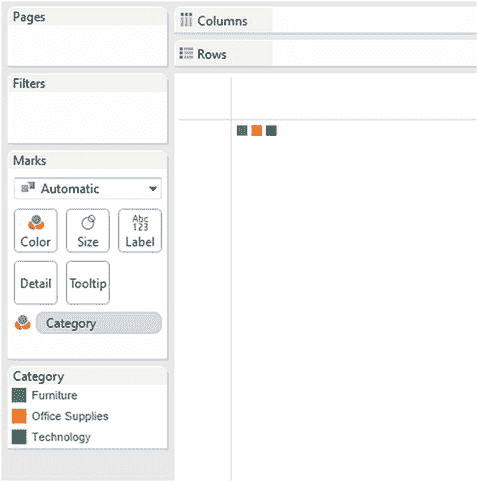 Pages
Columns
Rows
Filters
Marks
Automatic
Color
Size
Abc
123
Label
Detail
Tooltip
Category
Category
Furniture
Office Supplies
Technology